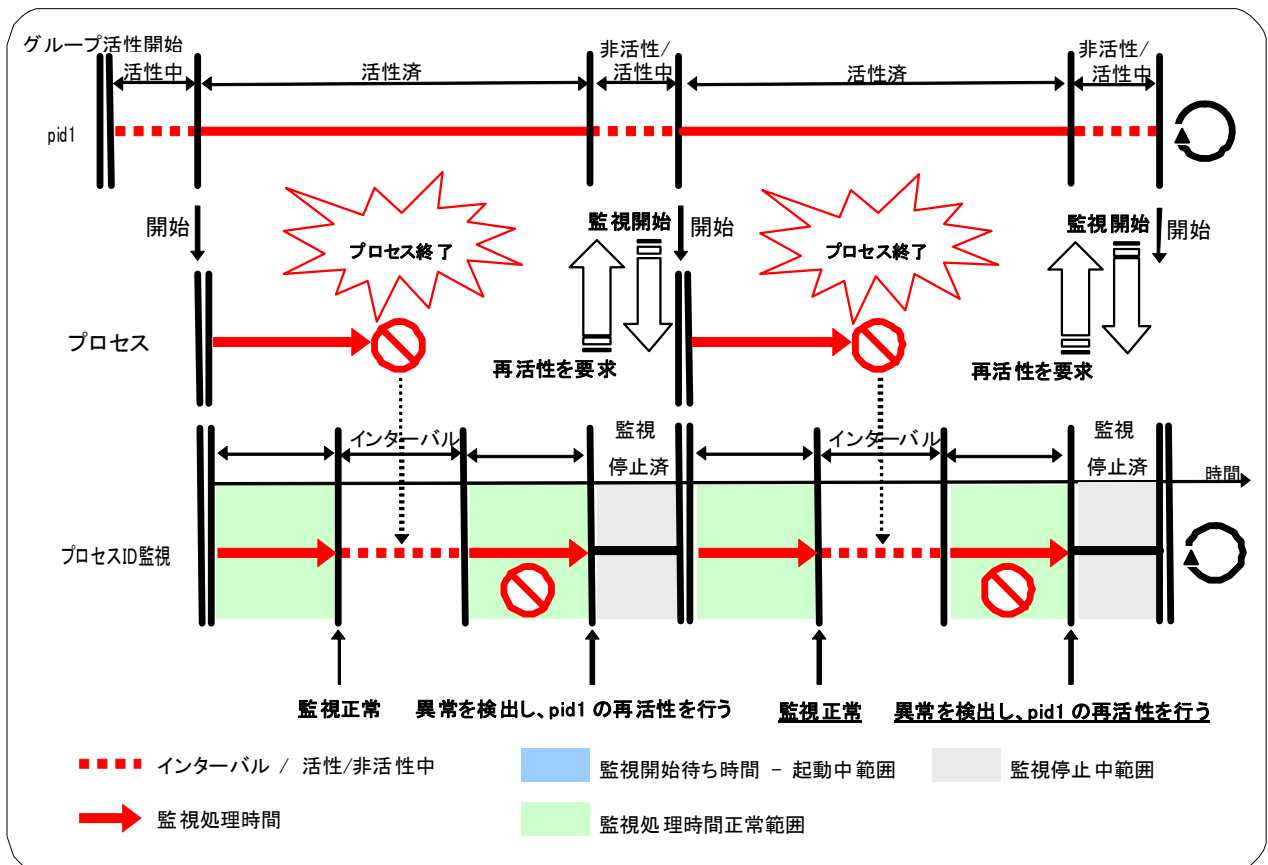 グループ活性開始
活性中
活性済
非活性/
活性中
活性済
非活性/
活性中
pid1
開始
プロセス終了
監視開始
開始
プロセス終了
監視開始
開始
プロセス
再活性を要求
再活性を要求
インターバル
監視
停止済
インターバル
監視
停止済
時間
プロセスID監視
監視正常
異常を検出し、pid1 の再活性を行う
監視正常
異常を検出し、pid1 の再活性を行う
インターバル / 活性/非活性中
監視開始待ち時間 - 起動中範囲
監視停止中範囲
監視処理時間
監視処理時間正常範囲